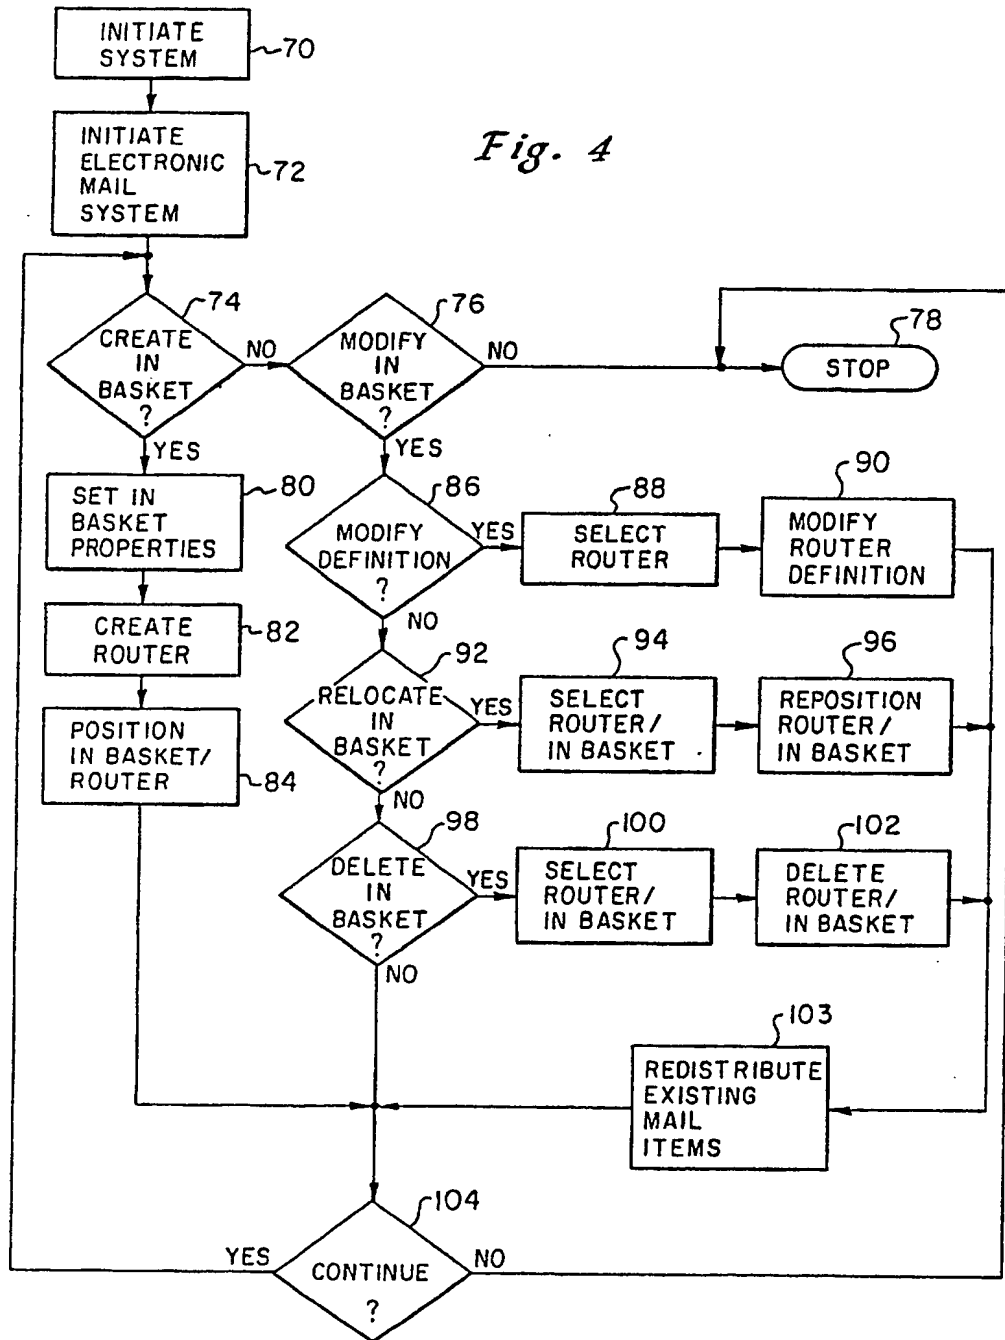 INITIATE
SYSTEM
70
INITIATE
ELECTRONIC
MAIL
SYSTEM
72
Fig. 4
74
CREATE
IN
BASKET
?
NO
YES
76
MODIFY
IN
BASKET
?
NO
YES
78
STOP
80
SET IN
BASKET
PROPERTIES
86
MODIFY
DEFINITION
?
YES
NO
88
SELECT
ROUTER
90
MODIFY
ROUTER
DEFINITION
CREATE
ROUTER
82
92
RELOCATE
IN
BASKET
?
YES
NO
94
SELECT
ROUTER/
IN BASKET
96
REPOSITION
ROUTER/
IN BASKET
POSITION
IN BASKET/
ROUTER
84
98
DELETE
IN
BASKET
?
YES
NO
100
SELECT
ROUTER/
IN BASKET
102
DELETE
ROUTER/
IN BASKET
103
REDISTRIBUTE
EXISTING
MAIL
ITEMS
104
CONTINUE
?
YES
NO